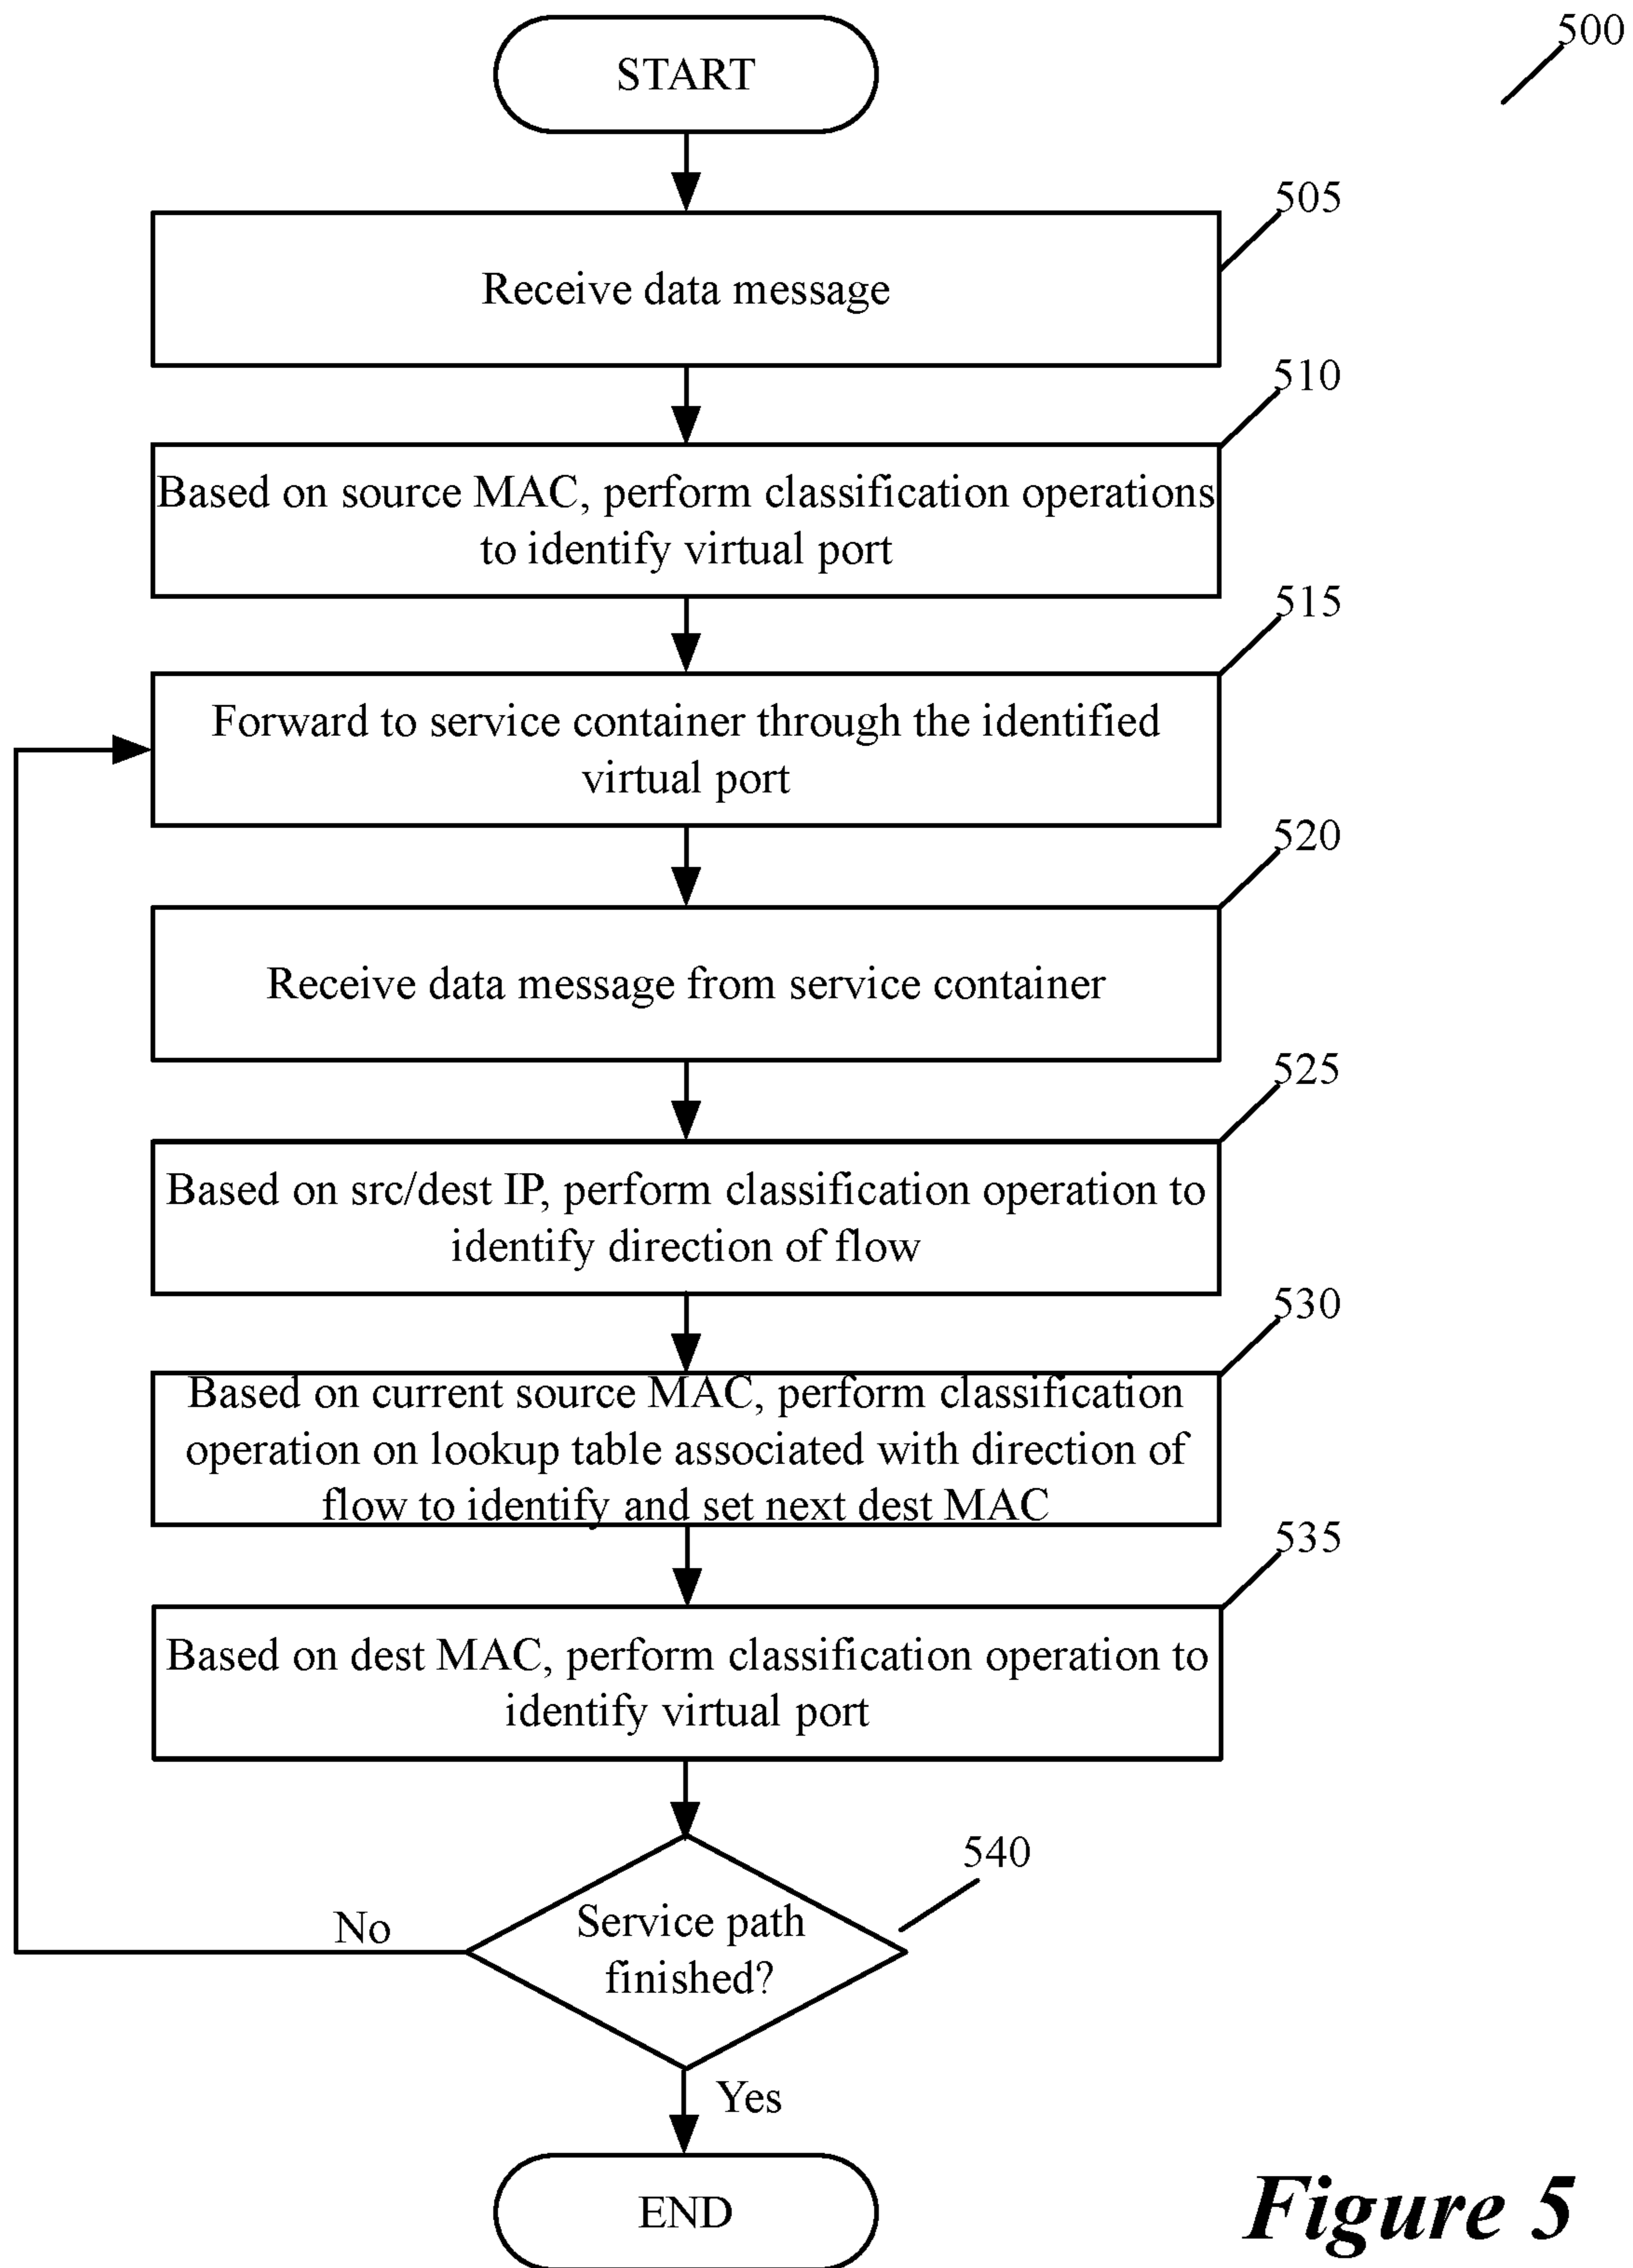 500
START
505
Receive data message
510
Based on source MAC, perform classification operations
to identify virtual port
515
Forward to service container through the identified
virtual port
520
Receive data message from service container
525
Based on src/dest IP, perform classification operation to
identify direction of flow
530
Based on current source MAC, perform classification
operation on lookup table associated with direction of
flow to identify and set next dest MAC
535
Based on dest MAC, perform classification operation to
identify virtual port
540
Service path
finished?
No
Yes
END
Figure 5